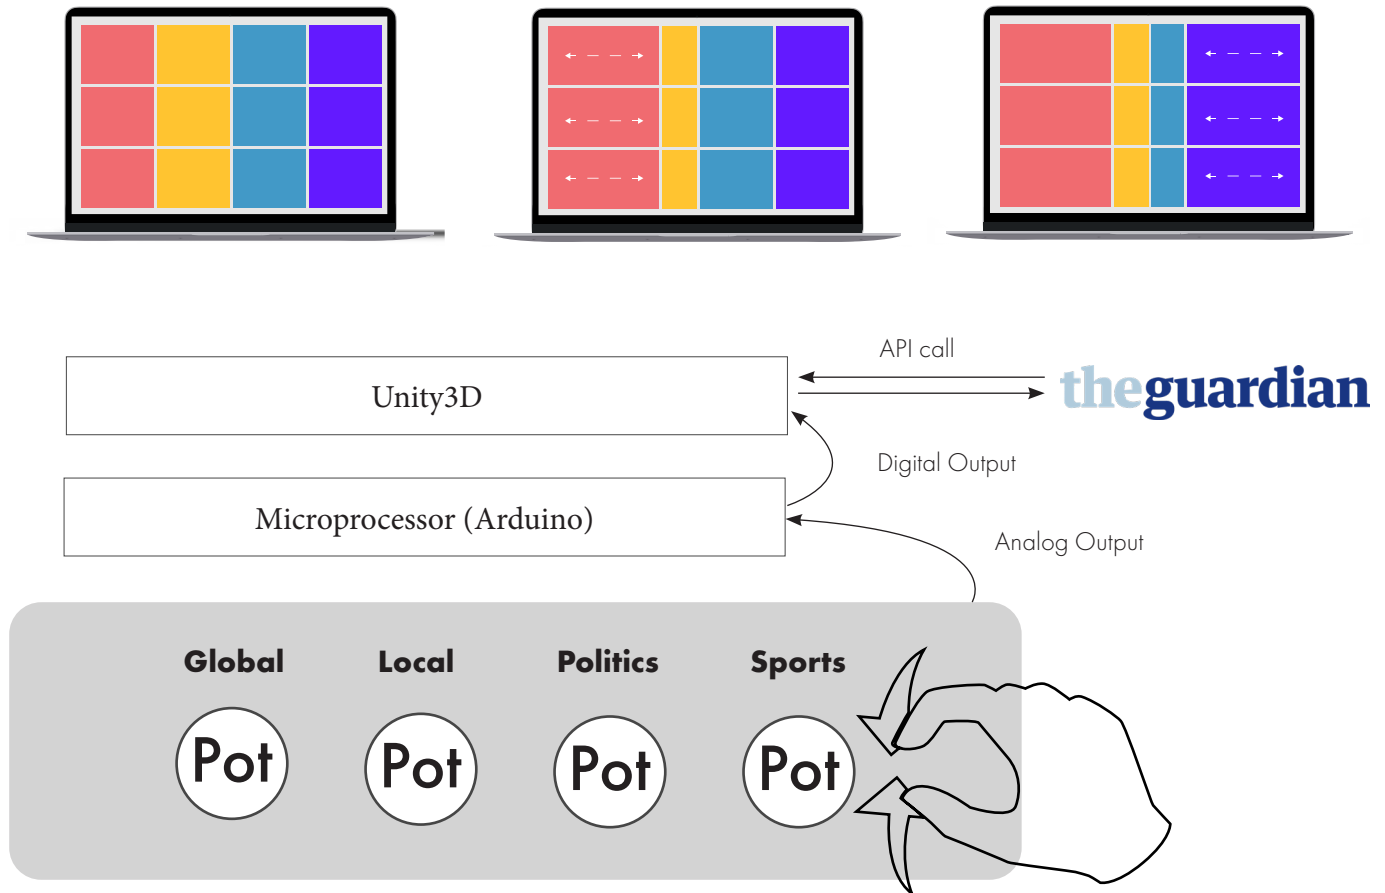 API call
Unity3D
theguardian
Digital Output
Microprocessor (Arduino)
Analog Output
Global Local Politics Sports
Pot Pot Pot Pot